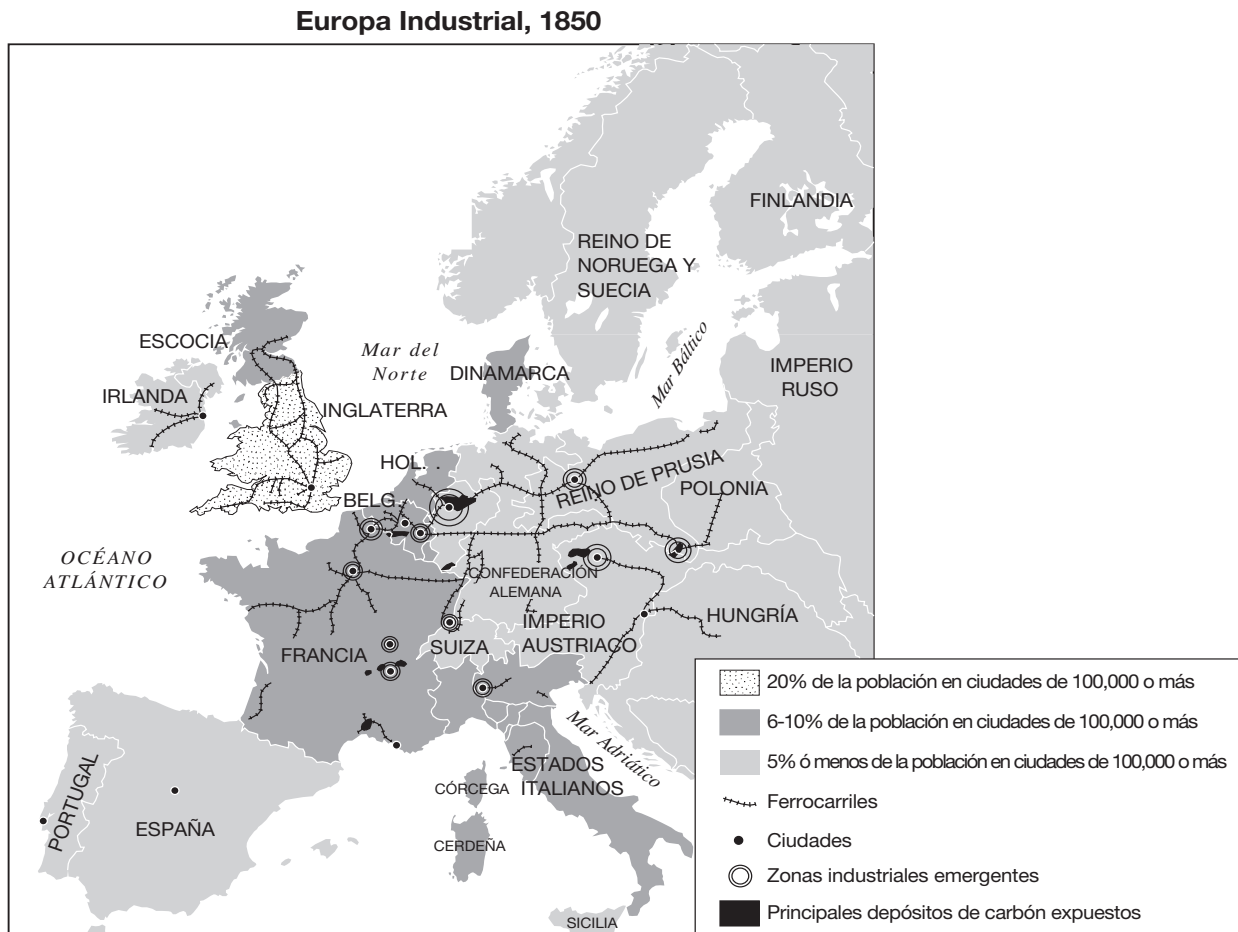 Europa Industrial, 1850
FINLANDIA
REINO DE
NORUEGA Y
SUECIA
ESCOCIA
Mar del
Norte
DINAMARCA
Mar Báltico
IMPERIO
RUSO
IRLANDA
INGLATERRA
HOL. .
REINO DE PRUSIA
POLONIA
BELG.
OCÉANO
ATLÁNTICO
CONFEDERACIÓN
ALEMANA
IMPERIO
AUSTRIACO
HUNGRÍA
FRANCIA
SUIZA
Mar Adriático
ESTADOS
ITALIANOS
CÓRCEGA
PORTUGAL
ESPAÑA
CERDEÑA
SICILIA
20% de la población en ciudades de 100,000 o más
6-10% de la población en ciudades de 100,000 o más
5% ó menos de la población en ciudades de 100,000 o más
Ferrocarriles
Ciudades
Zonas industriales emergentes
Principales depósitos de carbón expuestos